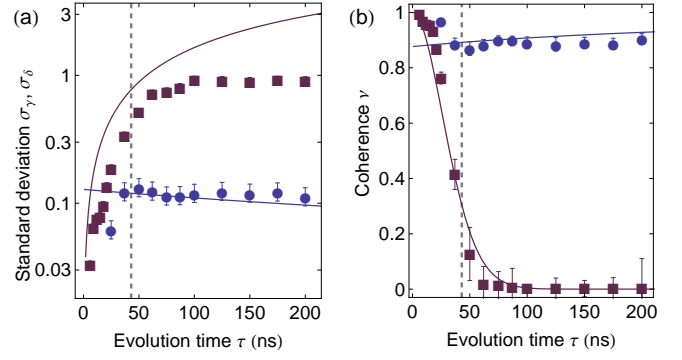 (a)
3
1
0.3
0.1
0.03
0 50 100 150 200
Standard deviation σγ, σδ
Evolution time τ (ns)
(b)
1
0.8
0.6
0.4
0.2
0
0 50 100 150 200
Coherence ν
Evolution time τ (ns)